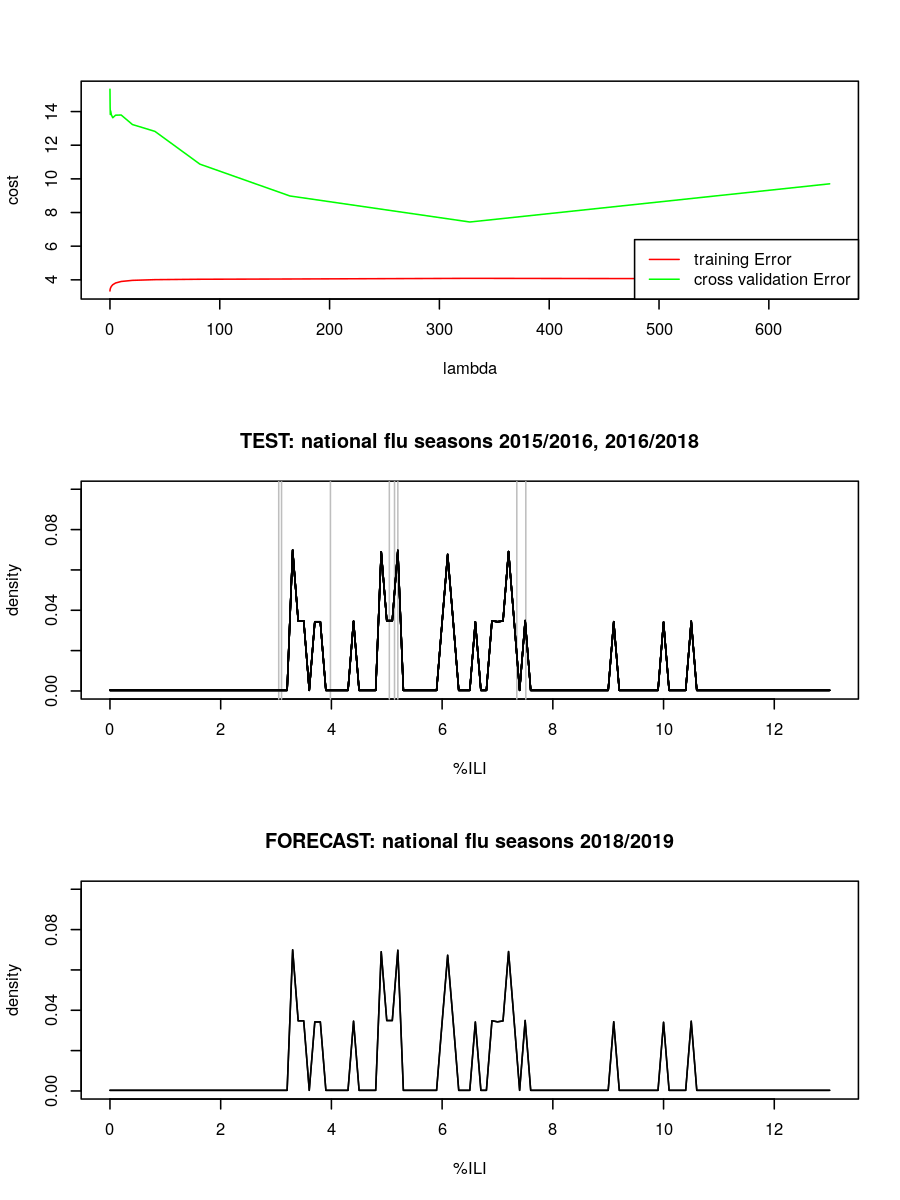 14
12
10
8
6
4
cost
training Error
cross validation Error
0 100 200 300 400 500 600
lambda
TEST: national flu seasons 2015/2016, 2016/2018
0.08
0.04
0.00
density
0 2 4 6 8 10 12
%ILI
FORECAST: national flu seasons 2018/2019
0.08
0.04
0.00
density
0 2 4 6 8 10 12
%ILI